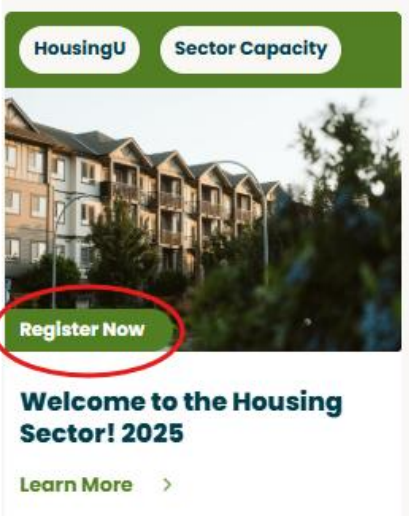 HousingU
Sector Capacity
Register Now
Welcome to the Housing
Sector! 2025
Learn More